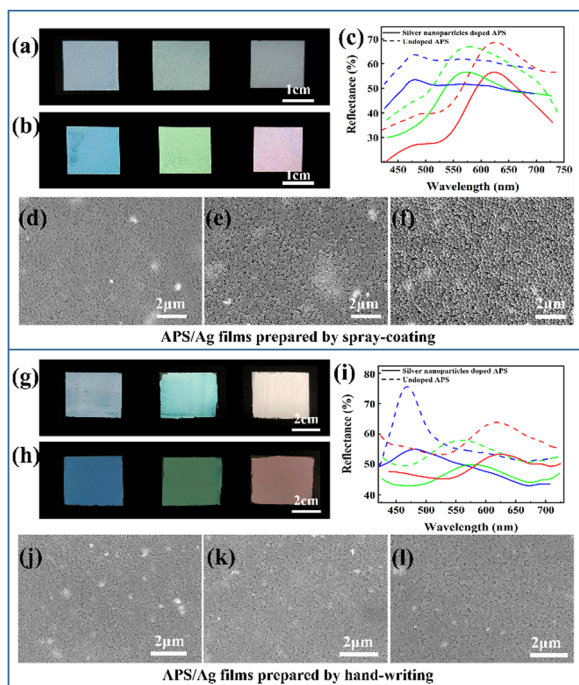 (a)
1cm
(b)
1cm
(c)
Silver nanoparticles doped APS
Undoped APS
Reflectance (%)
70
60
50
40
30
450 500 550 600 650 700 750
Wavelength (nm)
(d)
2μm
(e)
2μm
(f)
2μm
APS/Ag films prepared by spray-coating
(g)
2cm
(h)
2cm
(i)
Silver nanoparticles doped APS
Undoped APS
Reflectance (%)
80
70
60
50
40
450 500 550 600 650 700
Wavelength (nm)
(j)
2μm
(k)
2μm
(l)
2μm
APS/Ag films prepared by hand-writing